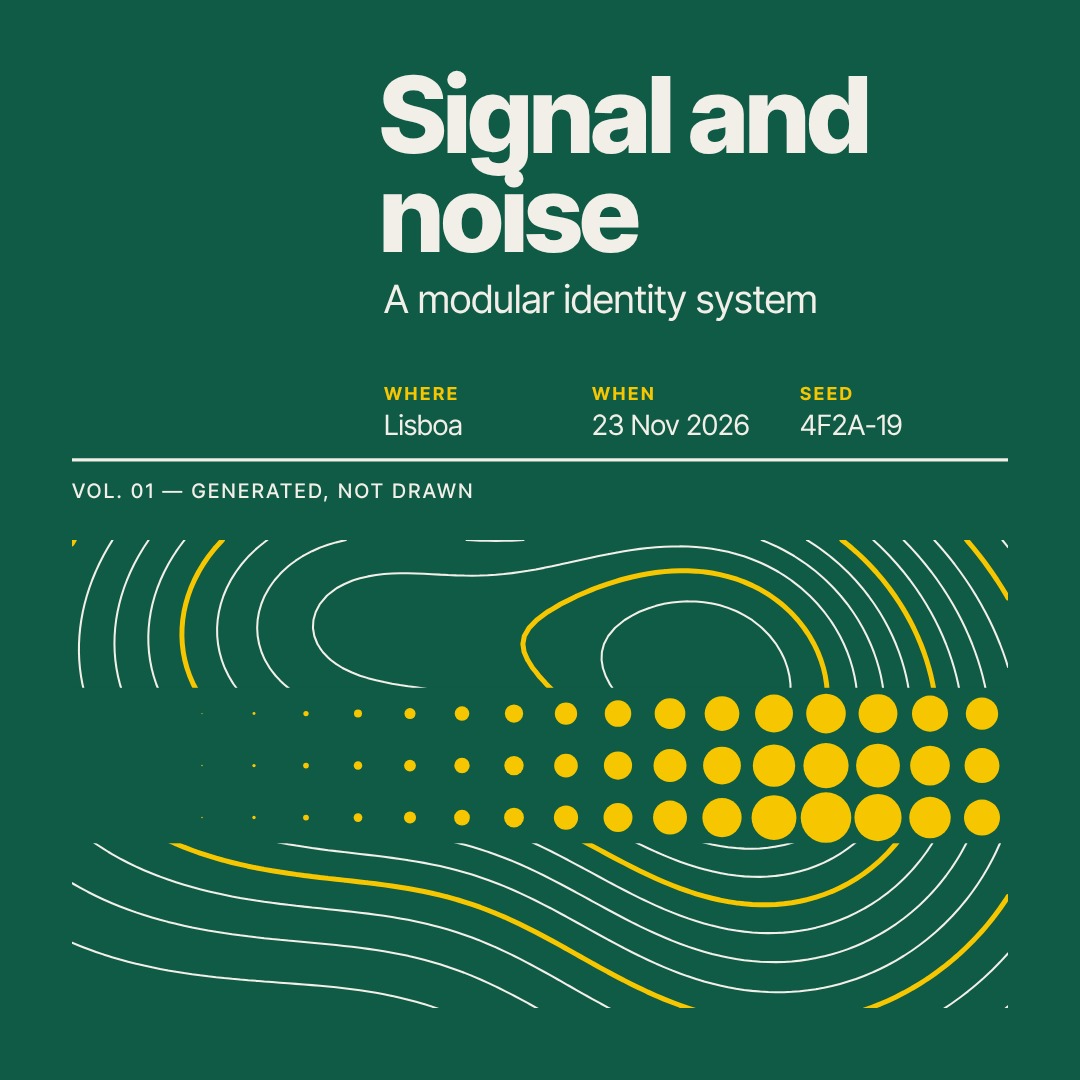 Signal and
noise
A modular identity system
WHERE
Lisboa
WHEN
23 Nov 2026
SEED
4F2A-19
VOL. 01 — GENERATED, NOT DRAWN